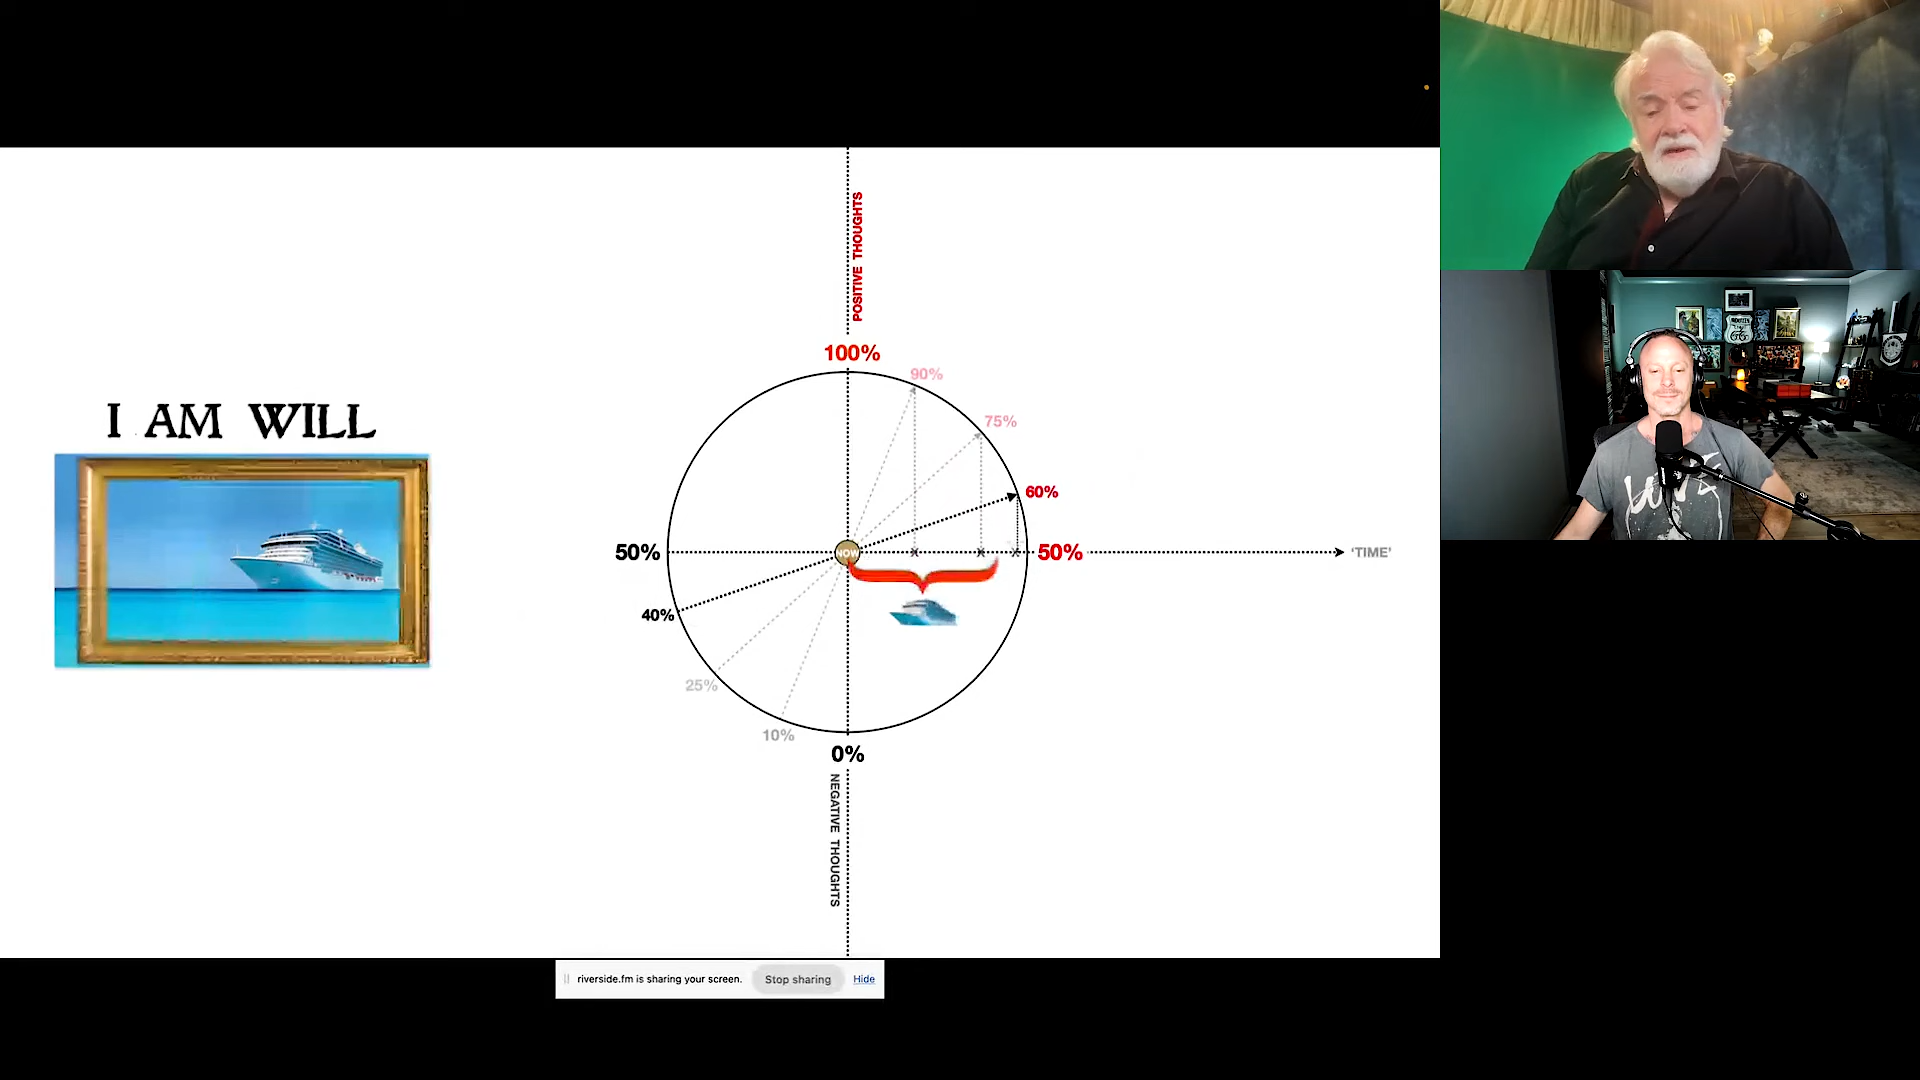 POSITIVE THOUGHTS
100%
90%
75%
I AM WILL
60%
50%
NOW
50%
'TIME'
40%
25%
10%
0%
NEGATIVE THOUGHTS
riverside.fm is sharing your screen.
Stop sharing
Hide